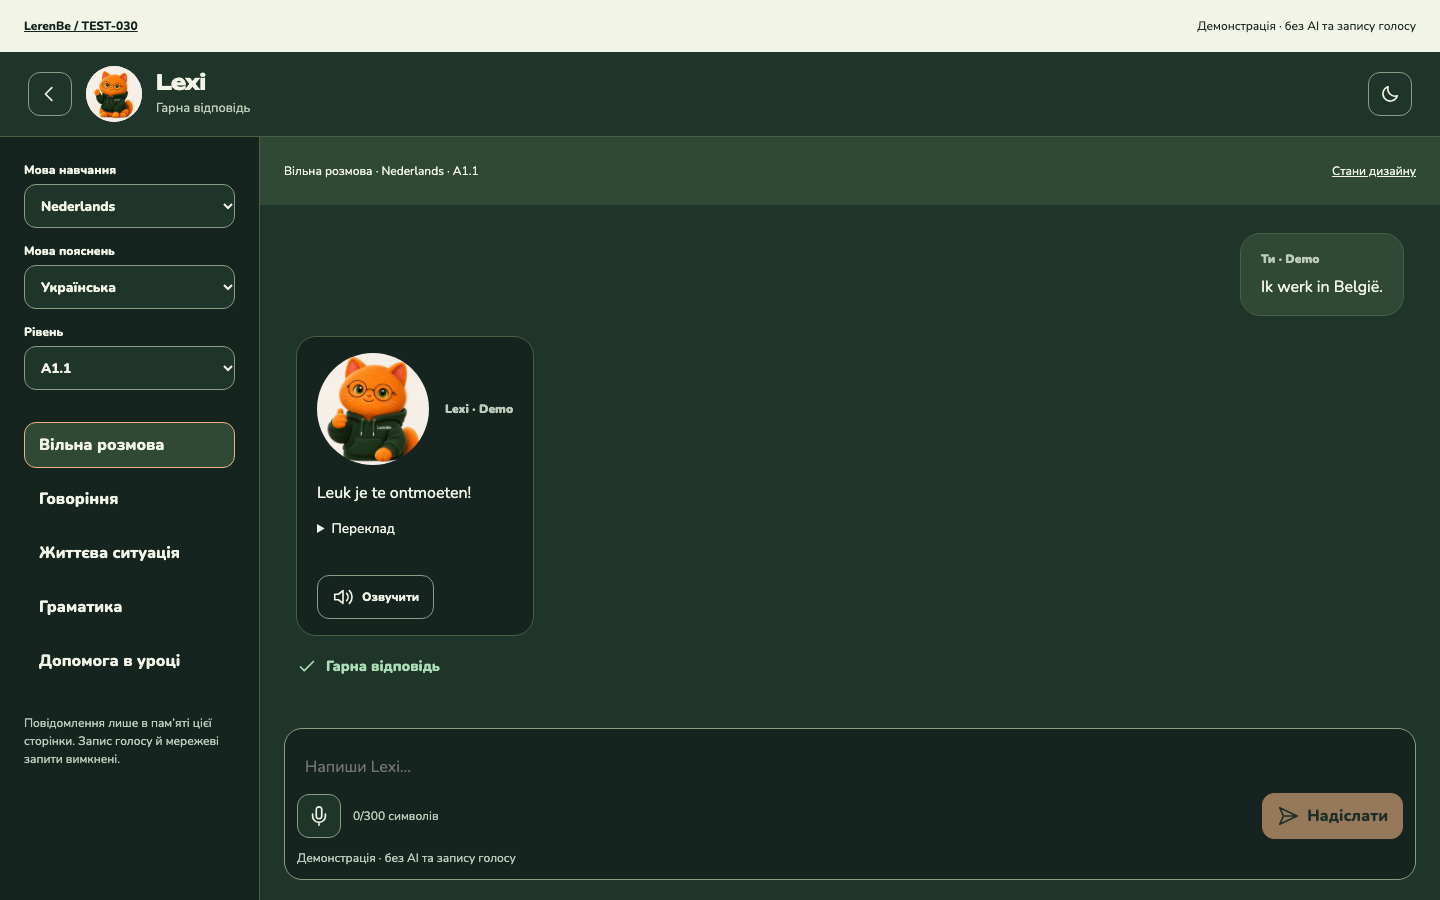 LerenBe / TEST-030
Демонстрація · без AI та запису голосу
Lexi
Гарна відповідь
Мова навчання
Nederlands
Мова пояснень
Українська
Рівень
A1.1
Вільна розмова
Говоріння
Життєва ситуація
Граматика
Допомога в уроці
Повідомлення лише в пам'яті цієї
сторінки. Запис голосу й мережеві
запити вимкнені.
Вільна розмова · Nederlands · A1.1
Стани дизайну
Ти · Demo
Ik werk in België.
Lexi · Demo
Leuk je te ontmoeten!
Переклад
Озвучити
Гарна відповідь
Напиши Lexi...
0/300 символів
Надіслати
Демонстрація · без AI та запису голосу